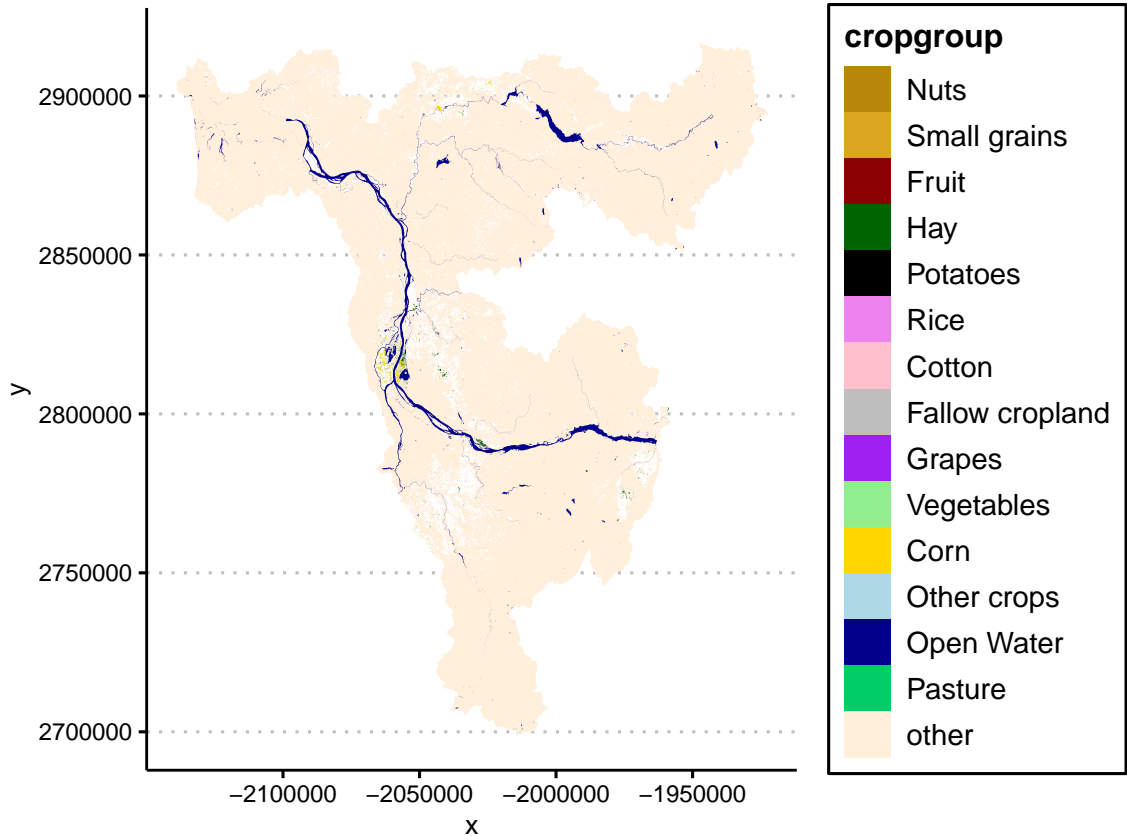 cropgroup
Nuts
Small grains
Fruit
Hay
Potatoes
Rice
Cotton
Fallow cropland
Grapes
Vegetables
Corn
Other crops
Open Water
Pasture
other
y
2900000
2850000
2800000
2750000
2700000
−2100000 −2050000 −2000000 −1950000
x